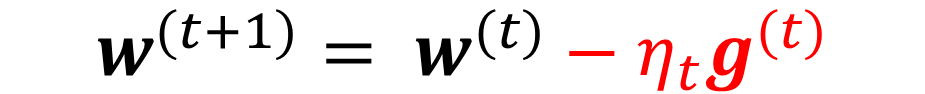 w^(t+1) = w^(t) − η_t g^(t)